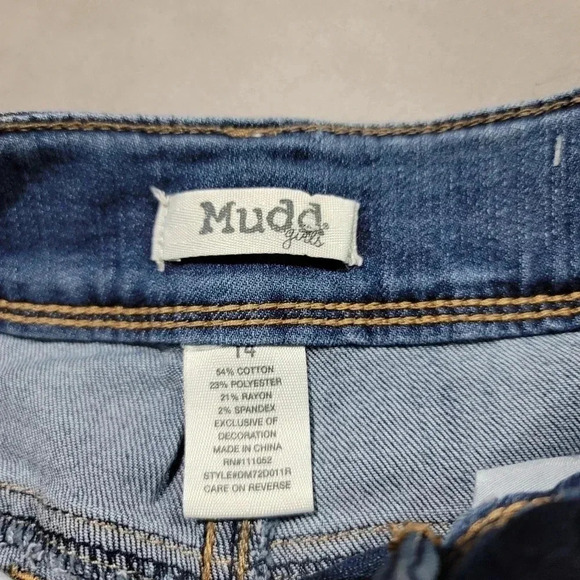 Mudd
girls
14
54% COTTON
23% POLYESTER
21% RAYON
2% SPANDEX
EXCLUSIVE OF
DECORATION
MADE IN CHINA
RN#111052
STYLE#DM72D011R
CARE ON REVERSE